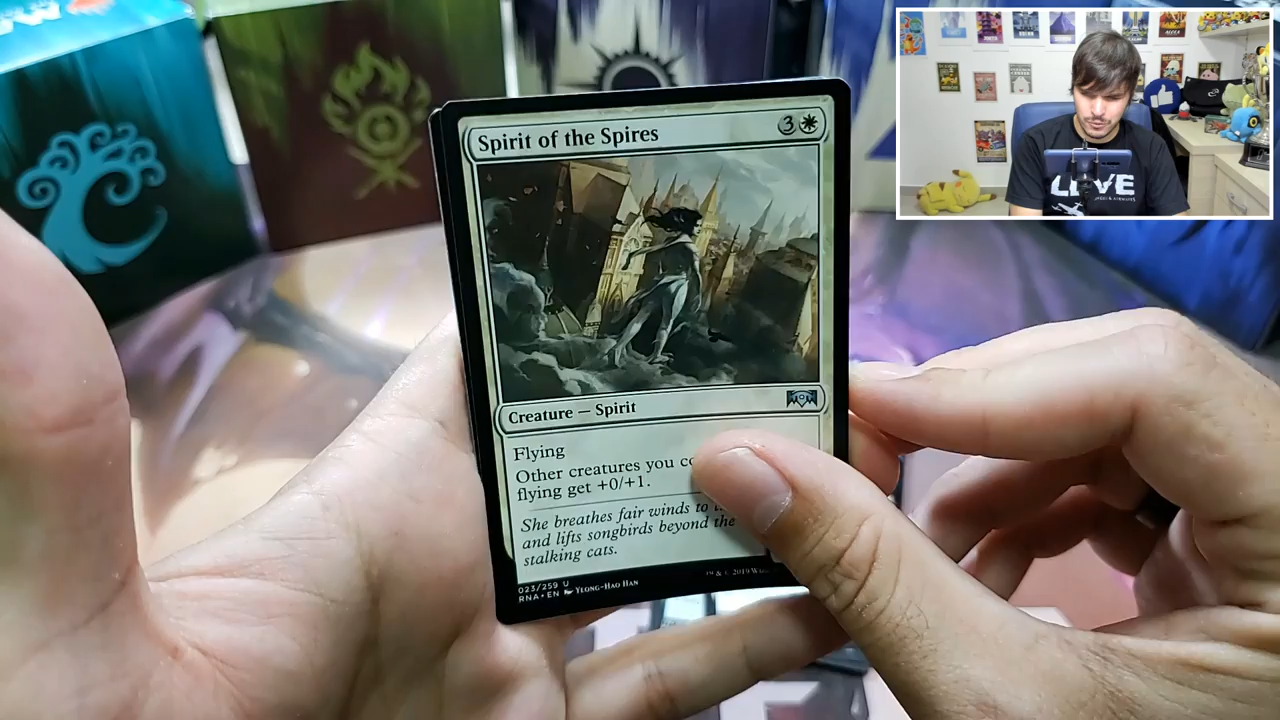 Spirit of the Spires 3
Creature — Spirit
Flying
Other creatures you co
flying get +0/+1.
She breathes fair winds to
and lifts songbirds beyond the
stalking cats.
023/259 U
RNA • EN Yeong-Hao Han
™ & © 2019 Wiz
LOVE